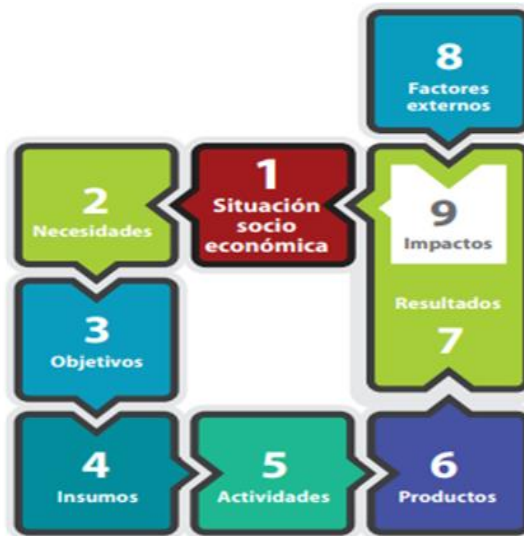 8
Factores
externos
1
Situación
socio
económica
2
Necesidades
9
Impactos
Resultados
7
3
Objetivos
4
Insumos
5
Actividades
6
Productos